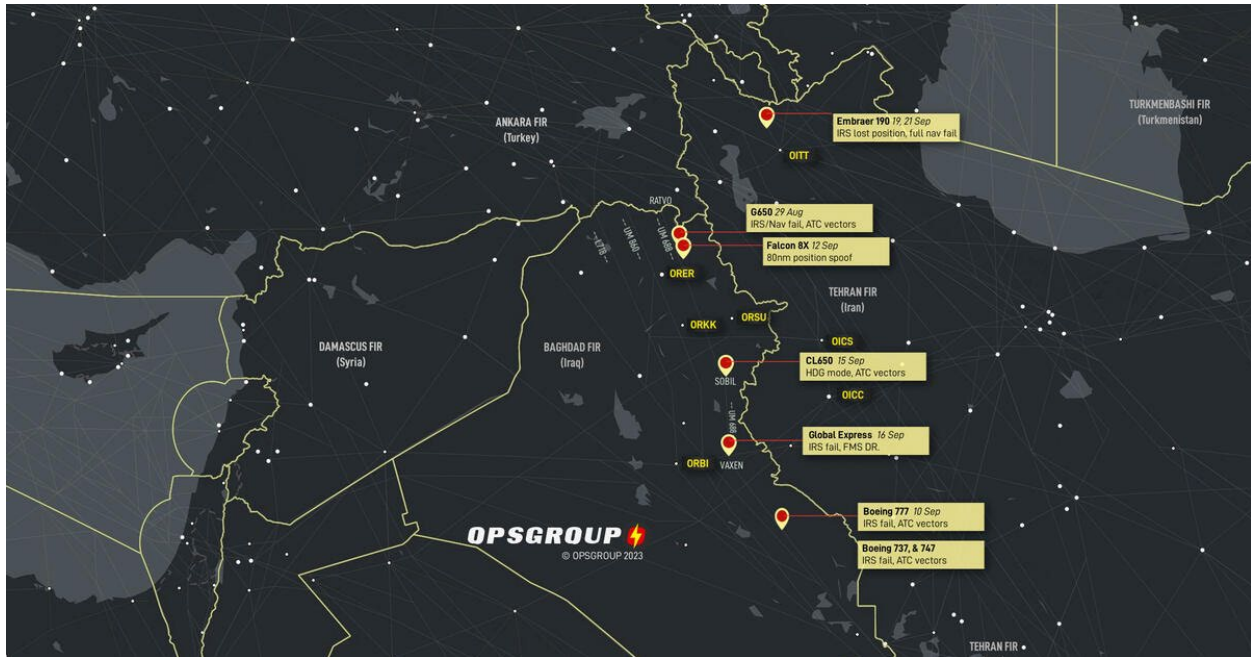 TURKMENBASHI FIR
(Turkmenistan)
ANKARA FIR
(Turkey)
Embraer 190 19, 21 Sep
IRS lost position, full nav fail
OITT
RATVO
G650 29 Aug
IRS/Nav fail, ATC vectors
UM 860
UM 688
Falcon 8X 12 Sep
80nm position spoof
ORER
TEHRAN FIR
(Iran)
ORKK
ORSU
OICS
DAMASCUS FIR
(Syria)
BAGHDAD FIR
(Iraq)
CL650 15 Sep
HDG mode, ATC vectors
SOBIL
OICC
-- UM 688
Global Express 16 Sep
IRS fail, FMS DR.
ORBI
VAXEN
Boeing 777 10 Sep
IRS fail, ATC vectors
OPSGROUP
© OPSGROUP 2023
Boeing 737, & 747
IRS fail, ATC vectors
TEHRAN FIR